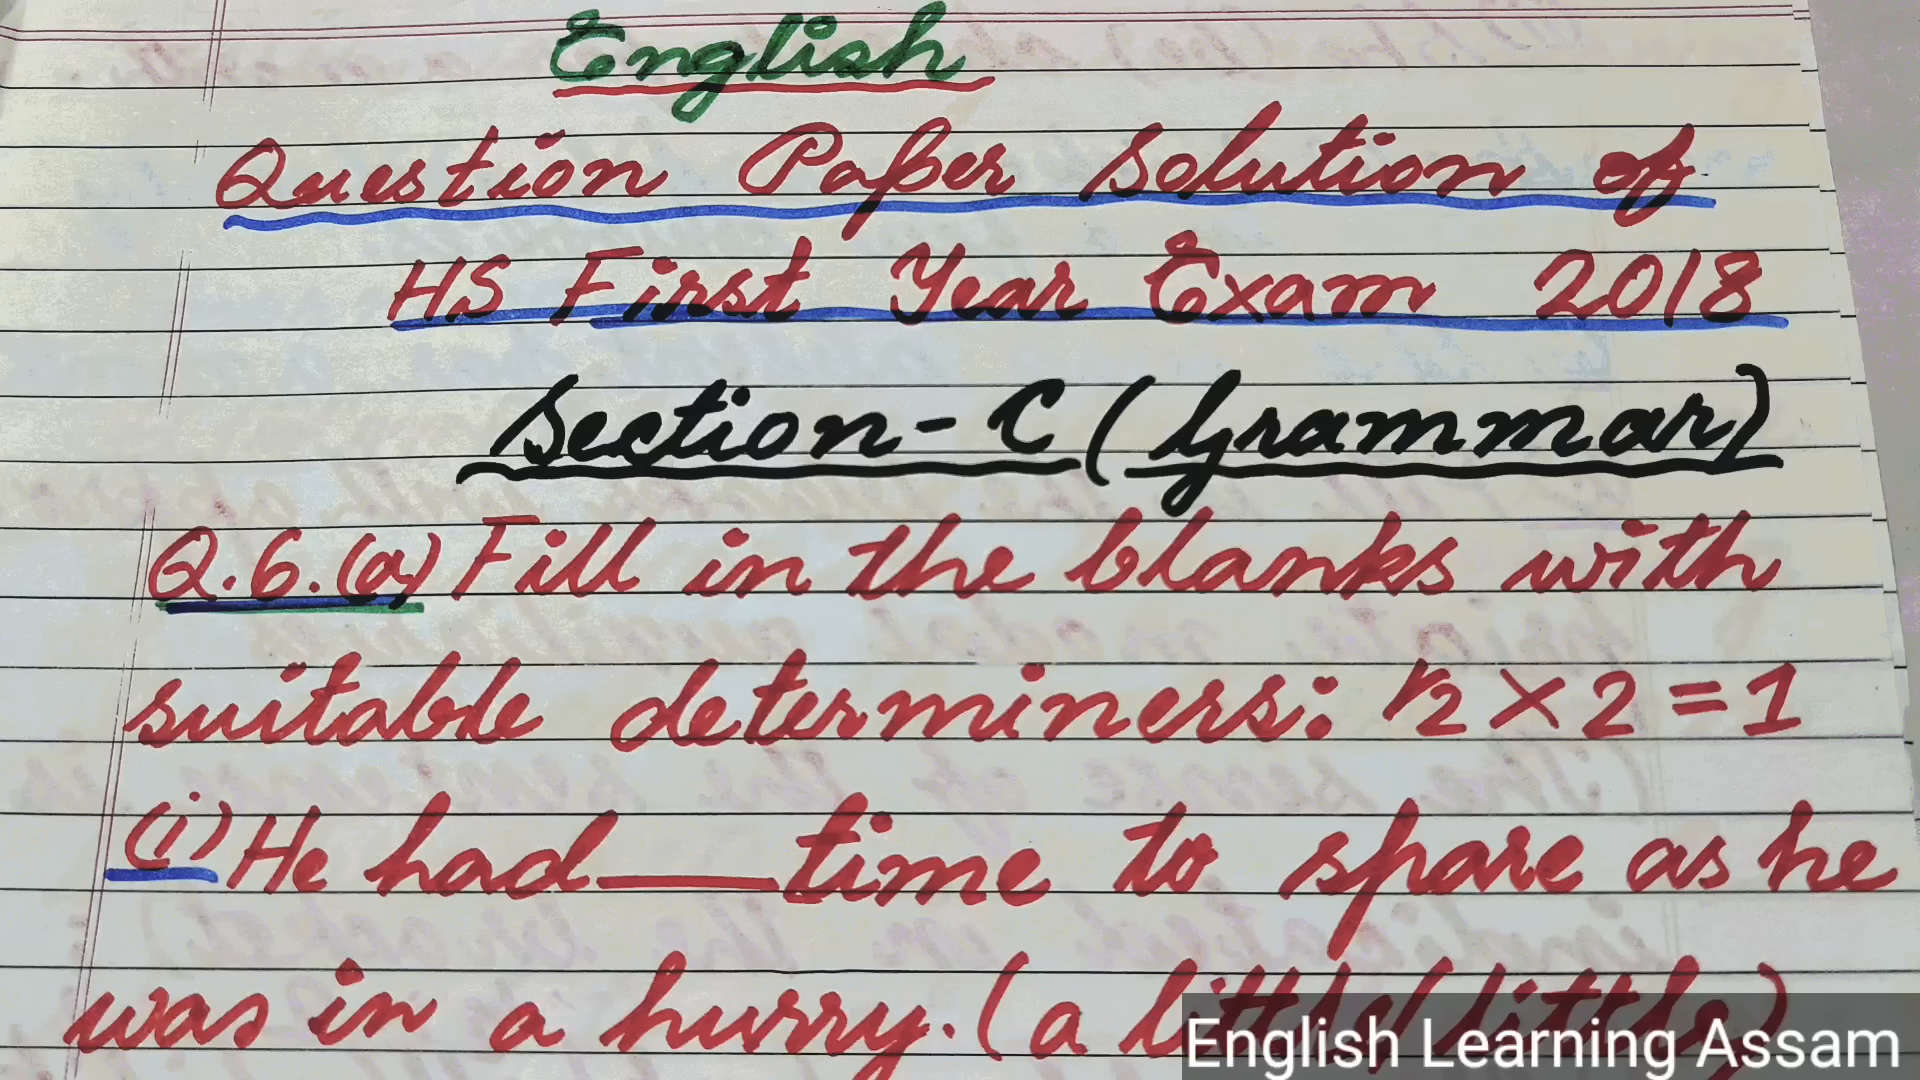 English
Question Paper Solution of
HS First Year Exam 2018
Section-C (Grammar)
Q.6.(a) Fill in the blanks with
suitable determiners: ½ × 2 = 1
(i) He had ___ time to spare as he
was in a hurry. (a little/little)
English Learning Assam